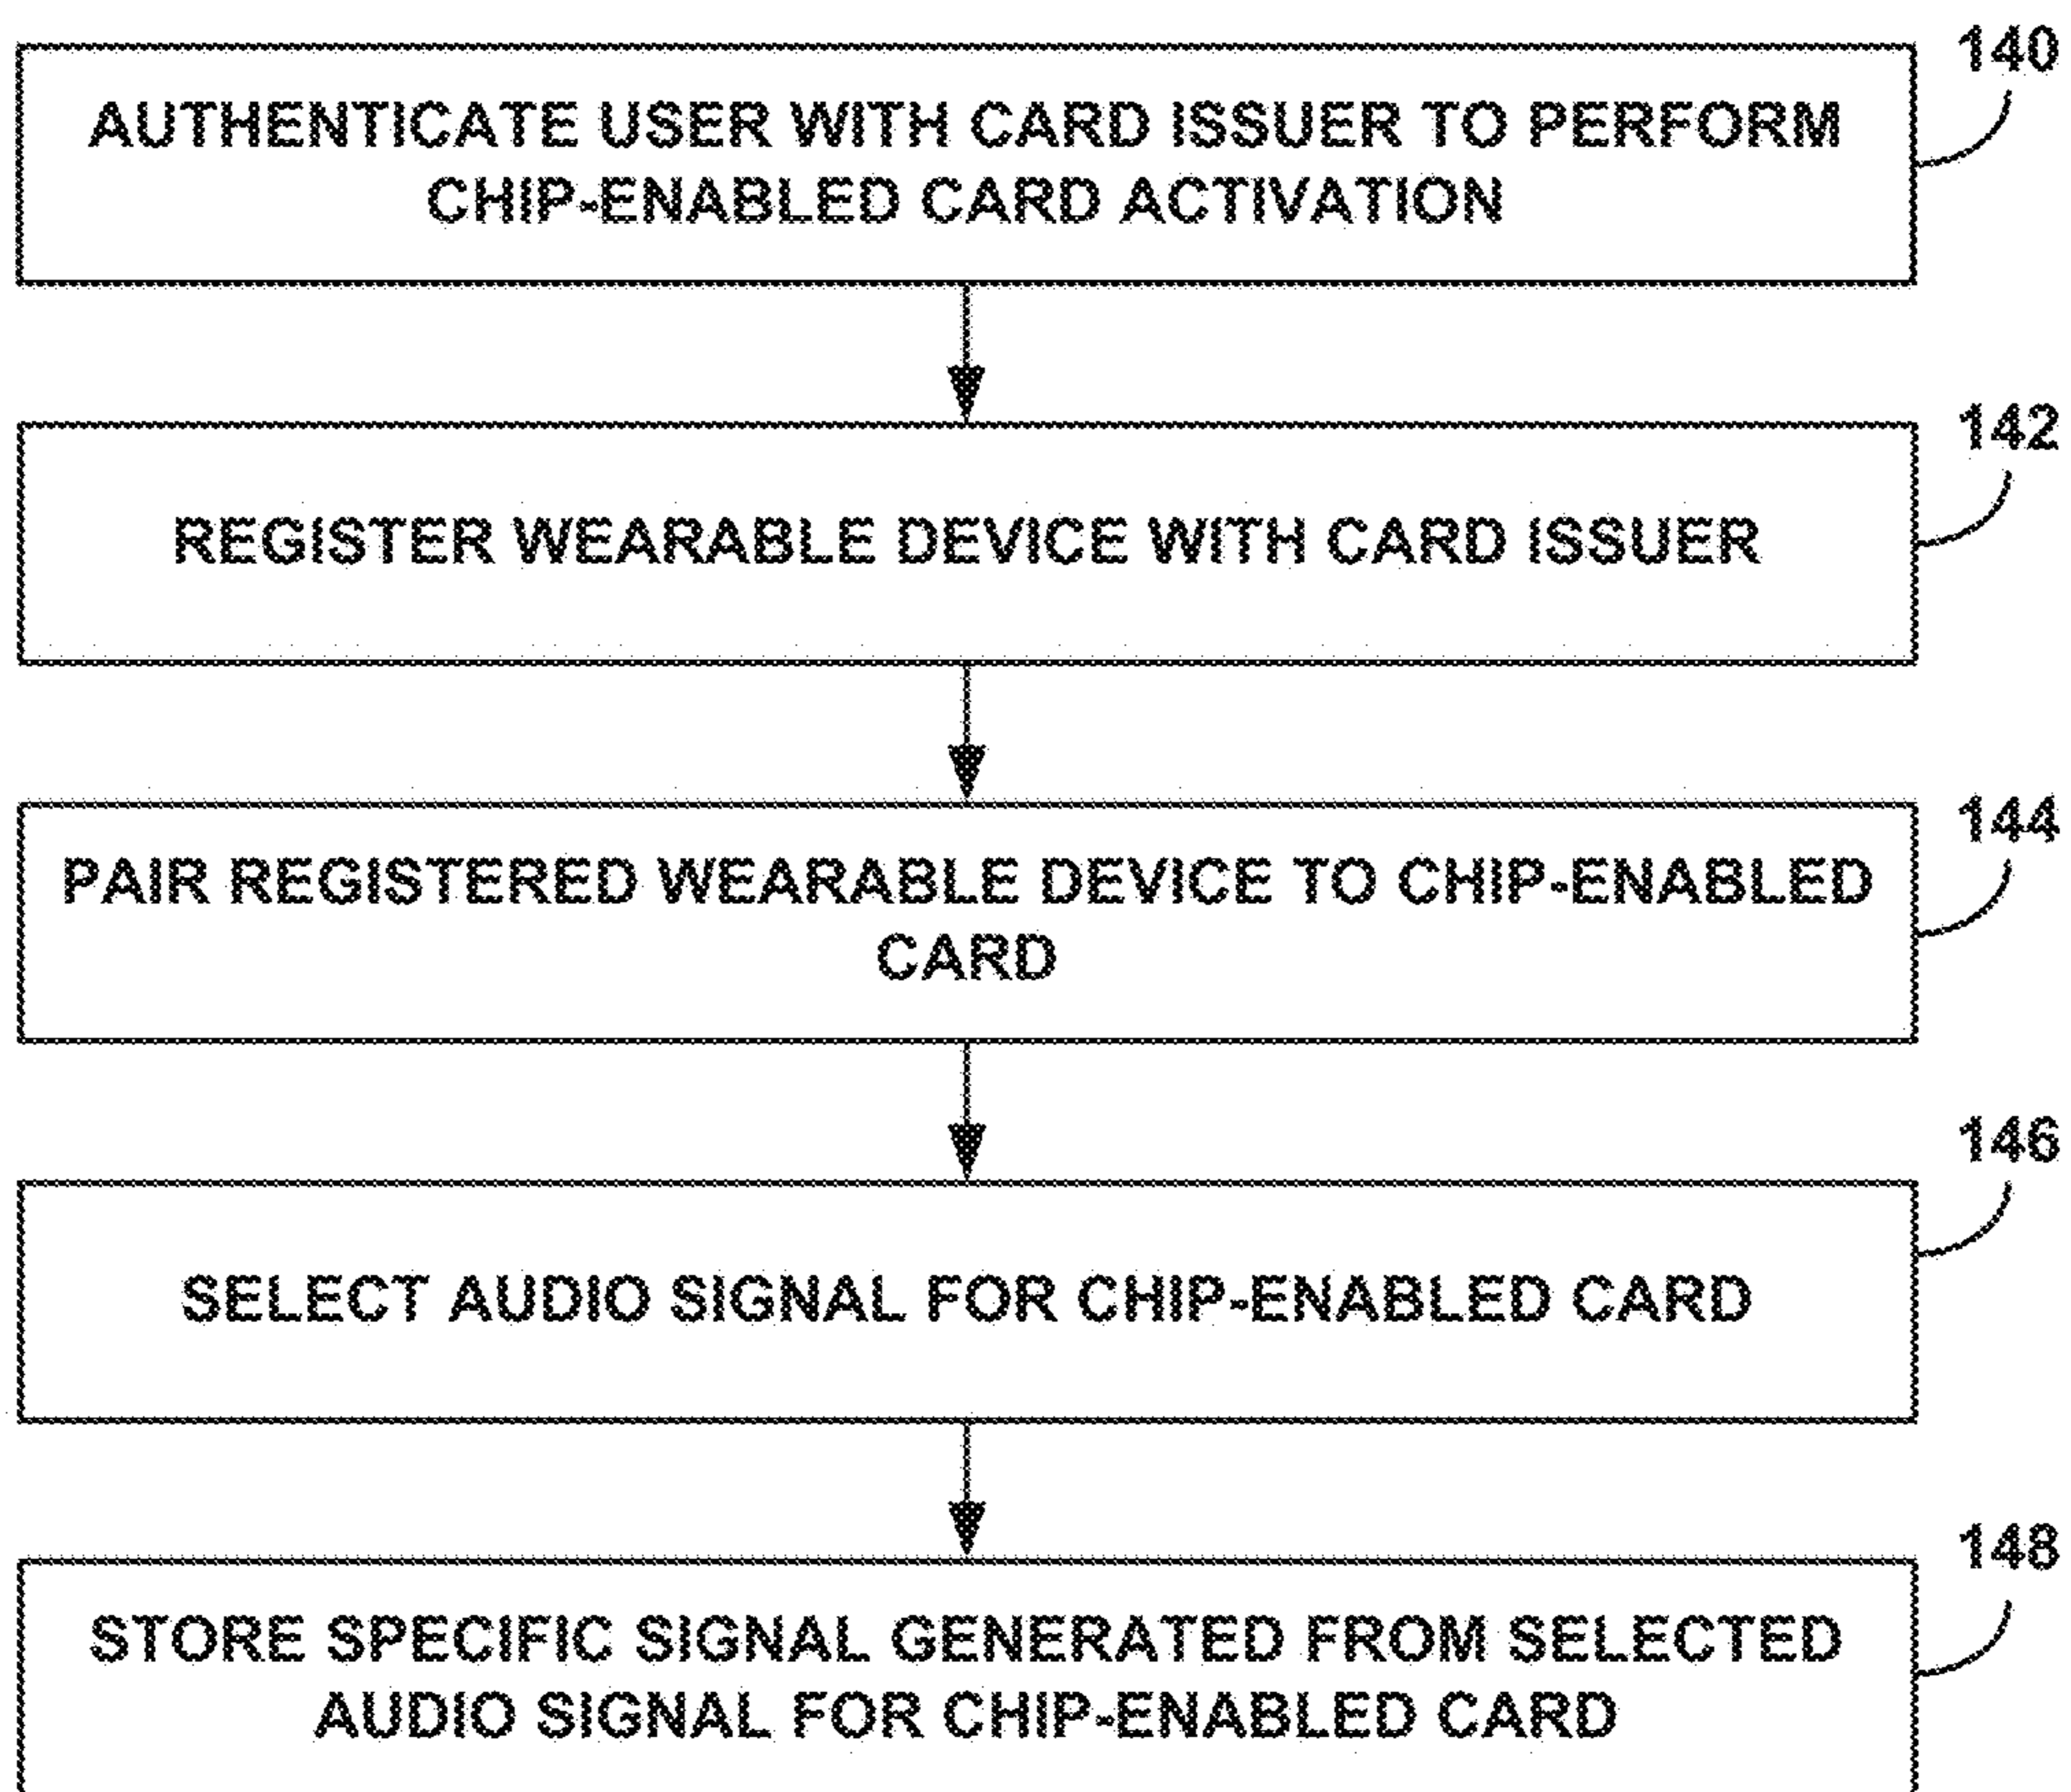 140
AUTHENTICATE USER WITH CARD ISSUER TO PERFORM
CHIP-ENABLED CARD ACTIVATION
142
REGISTER WEARABLE DEVICE WITH CARD ISSUER
144
PAIR REGISTERED WEARABLE DEVICE TO CHIP-ENABLED
CARD
146
SELECT AUDIO SIGNAL FOR CHIP-ENABLED CARD
148
STORE SPECIFIC SIGNAL GENERATED FROM SELECTED
AUDIO SIGNAL FOR CHIP-ENABLED CARD